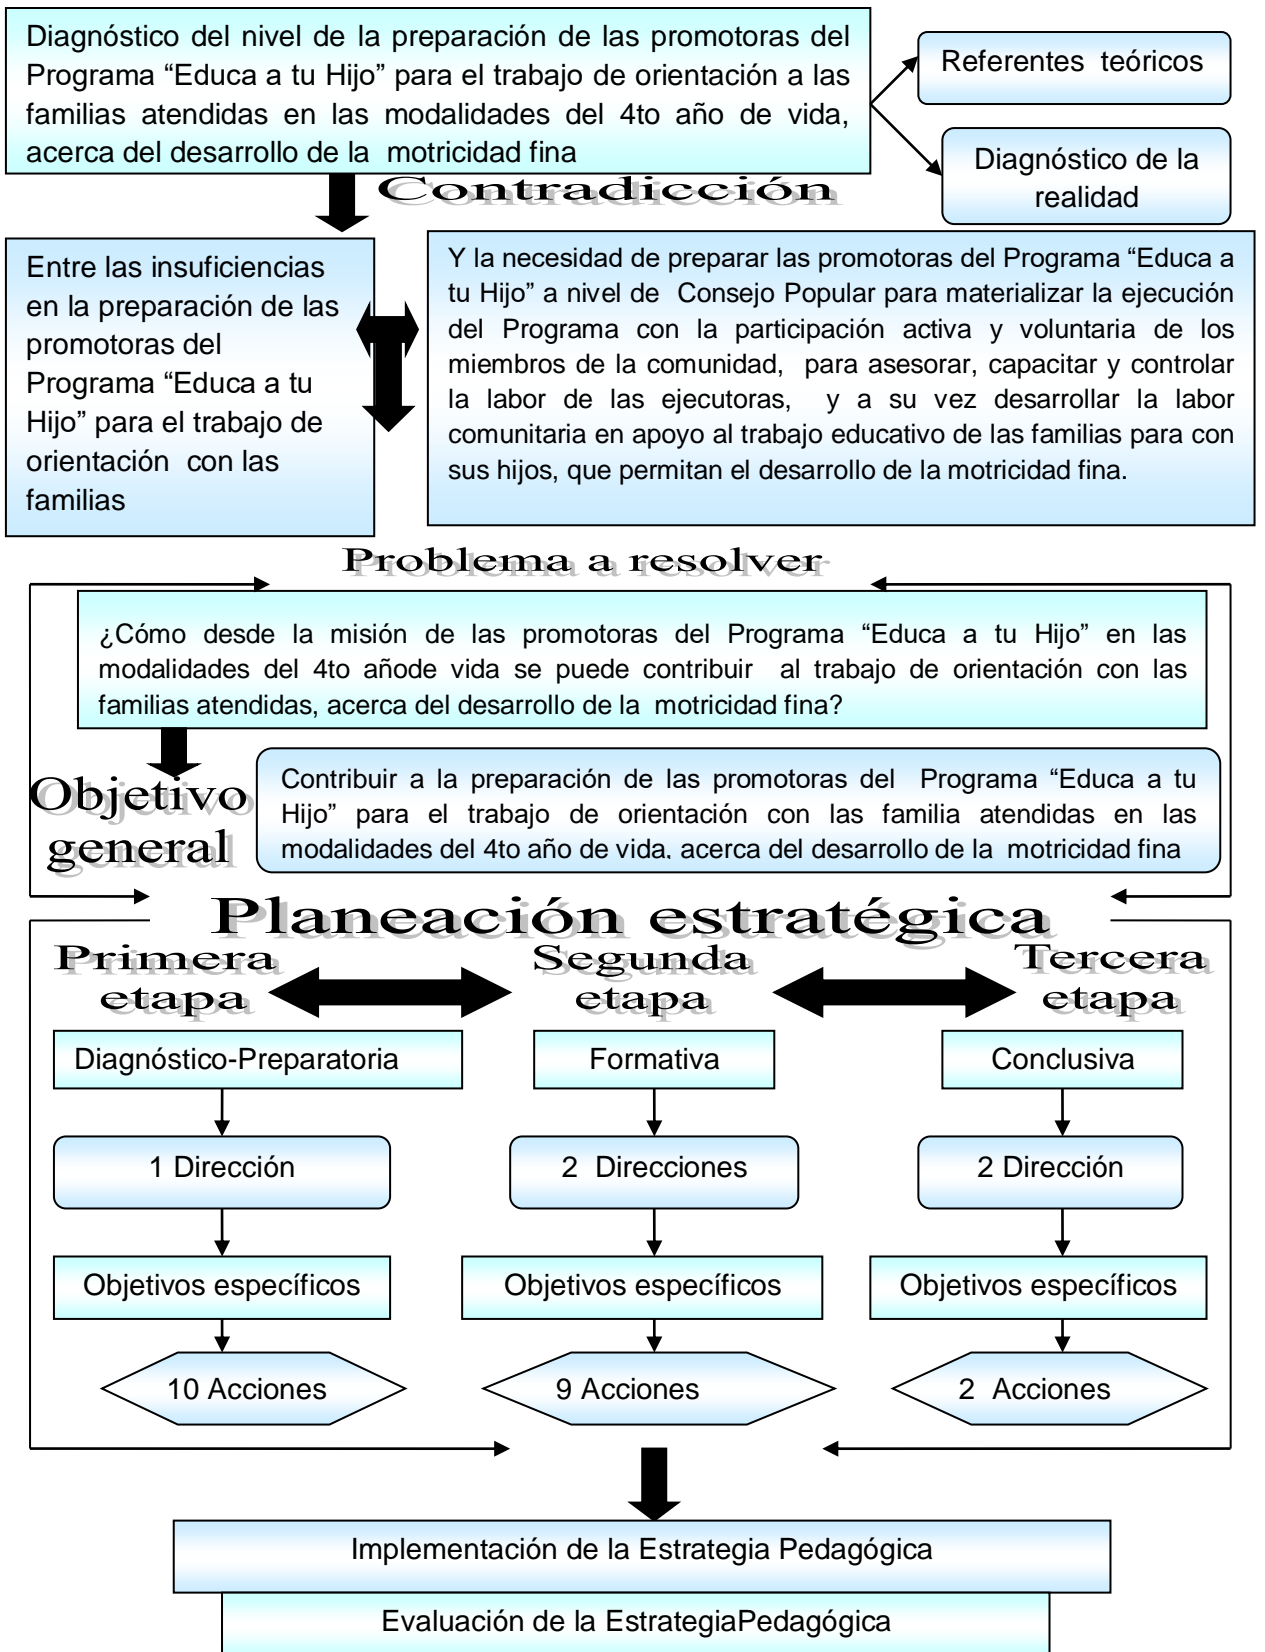 Diagnóstico del nivel de la preparación de las promotoras del
Programa “Educa a tu Hijo” para el trabajo de orientación a las
familias atendidas en las modalidades del 4to año de vida,
acerca del desarrollo de la motricidad fina
Referentes teóricos
Diagnóstico de la
realidad
Contradicción
Entre las insuficiencias
en la preparación de las
promotoras del
Programa “Educa a tu
Hijo” para el trabajo de
orientación con las
familias
Y la necesidad de preparar las promotoras del Programa “Educa a
tu Hijo” a nivel de Consejo Popular para materializar la ejecución
del Programa con la participación activa y voluntaria de los
miembros de la comunidad, para asesorar, capacitar y controlar
la labor de las ejecutoras, y a su vez desarrollar la labor
comunitaria en apoyo al trabajo educativo de las familias para con
sus hijos, que permitan el desarrollo de la motricidad fina.
Problema a resolver
¿Cómo desde la misión de las promotoras del Programa “Educa a tu Hijo” en las
modalidades del 4to añode vida se puede contribuir al trabajo de orientación con las
familias atendidas, acerca del desarrollo de la motricidad fina?
Objetivo
general
Contribuir a la preparación de las promotoras del Programa “Educa a tu
Hijo” para el trabajo de orientación con las familia atendidas en las
modalidades del 4to año de vida, acerca del desarrollo de la motricidad fina
Planeación estratégica
Primera
etapa
Segunda
etapa
Tercera
etapa
Diagnóstico-Preparatoria
Formativa
Conclusiva
1 Dirección
2 Direcciones
2 Dirección
Objetivos específicos
Objetivos específicos
Objetivos específicos
10 Acciones
9 Acciones
2 Acciones
Implementación de la Estrategia Pedagógica
Evaluación de la EstrategiaPedagógica